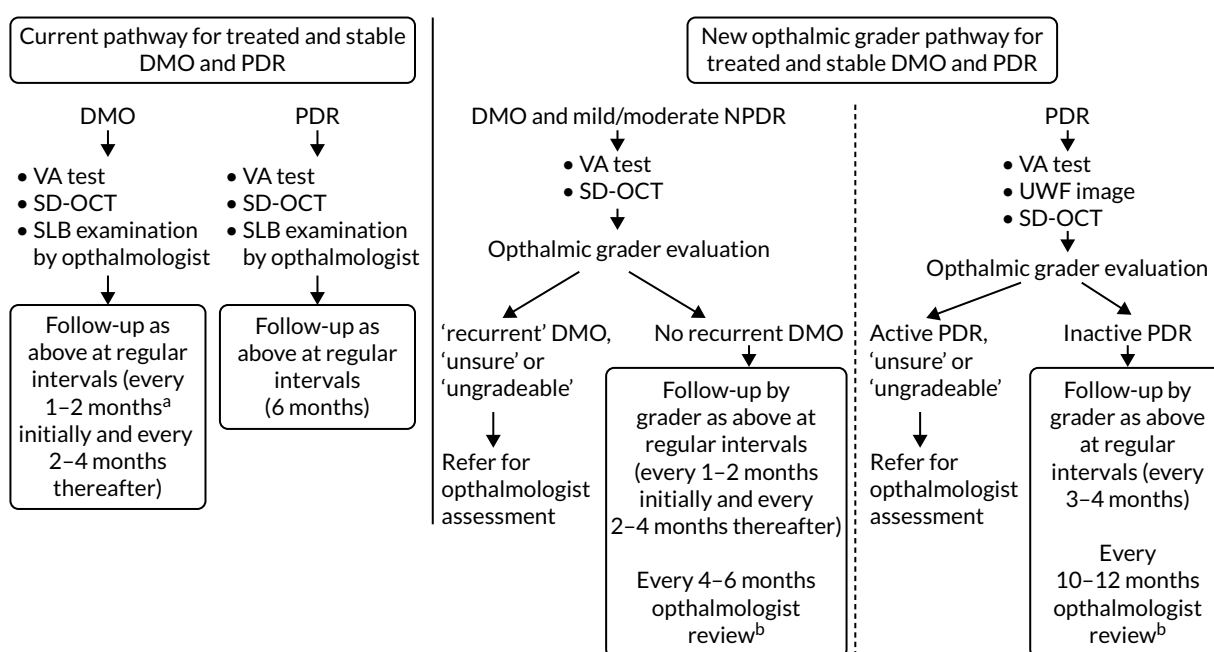 Current pathway for treated and stable
DMO and PDR
DMO
• VA test
• SD-OCT
• SLB examination
by opthalmologist
Follow-up as
above at regular
intervals (every
1–2 months^a
initially and every
2–4 months
thereafter)
PDR
• VA test
• SD-OCT
• SLB examination
by opthalmologist
Follow-up as
above at regular
intervals
(6 months)
New opthalmic grader pathway for
treated and stable DMO and PDR
DMO and mild/moderate NPDR
• VA test
• SD-OCT
Opthalmic grader evaluation
‘recurrent’ DMO,
‘unsure’ or
‘ungradeable’
Refer for
opthalmologist
assessment
No recurrent DMO
Follow-up by
grader as above at
regular intervals
(every 1–2 months
initially and every
2–4 months thereafter)
Every 4–6 months
opthalmologist
review^b
PDR
• VA test
• UWF image
• SD-OCT
Opthalmic grader evaluation
Active PDR,
‘unsure’ or
‘ungradeable’
Refer for
opthalmologist
assessment
Inactive PDR
Follow-up by
grader as above
at regular
intervals (every
3–4 months)
Every
10–12 months
opthalmologist
review^b